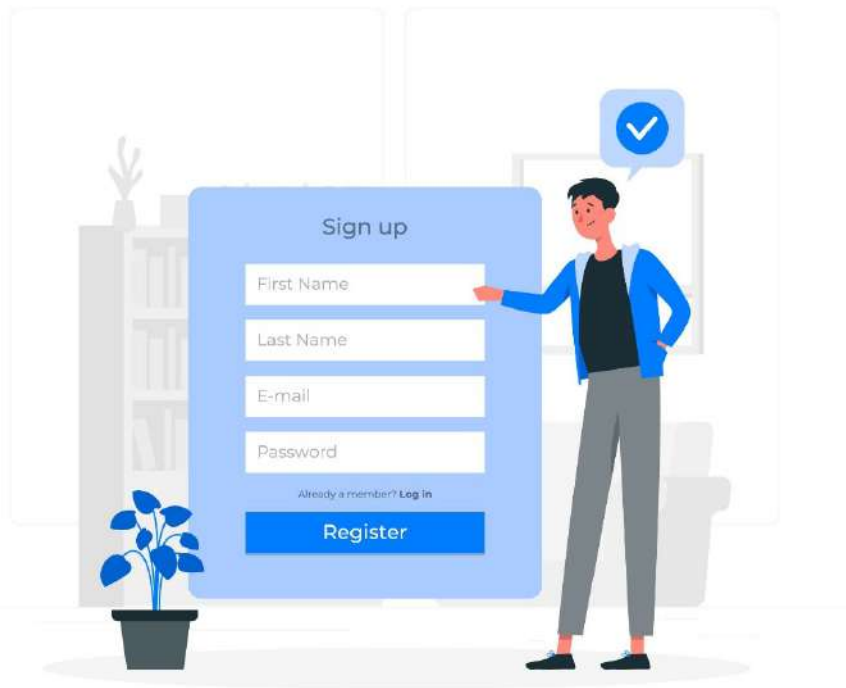 Sign up
First Name
Last Name
E-mail
Password
Already a member? Log in
Register